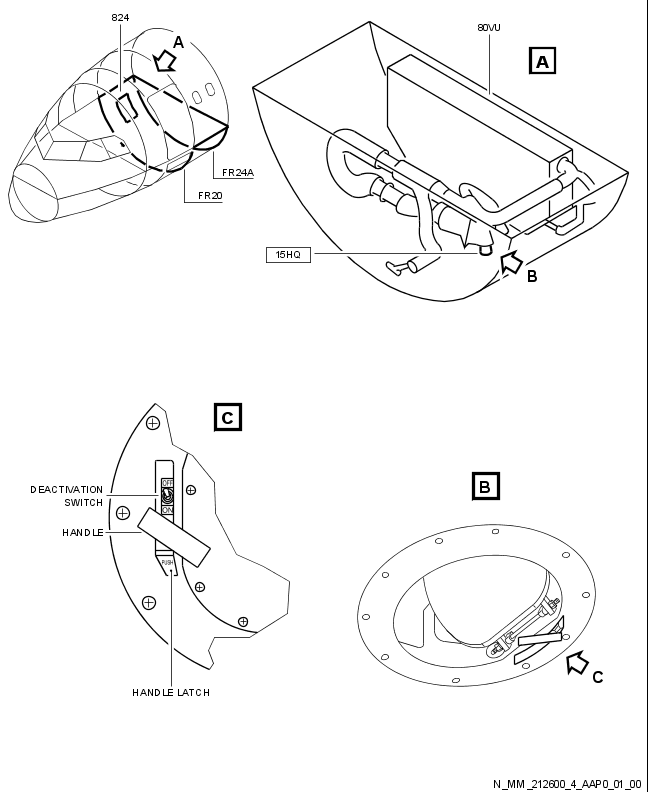 824
A
FR24A
FR20
80VU
A
15HQ
B
C
OFF
DEACTIVATION
SWITCH
ON
HANDLE
PUSH
HANDLE LATCH
B
C
N_MM_212600_4_AAP0_01_00